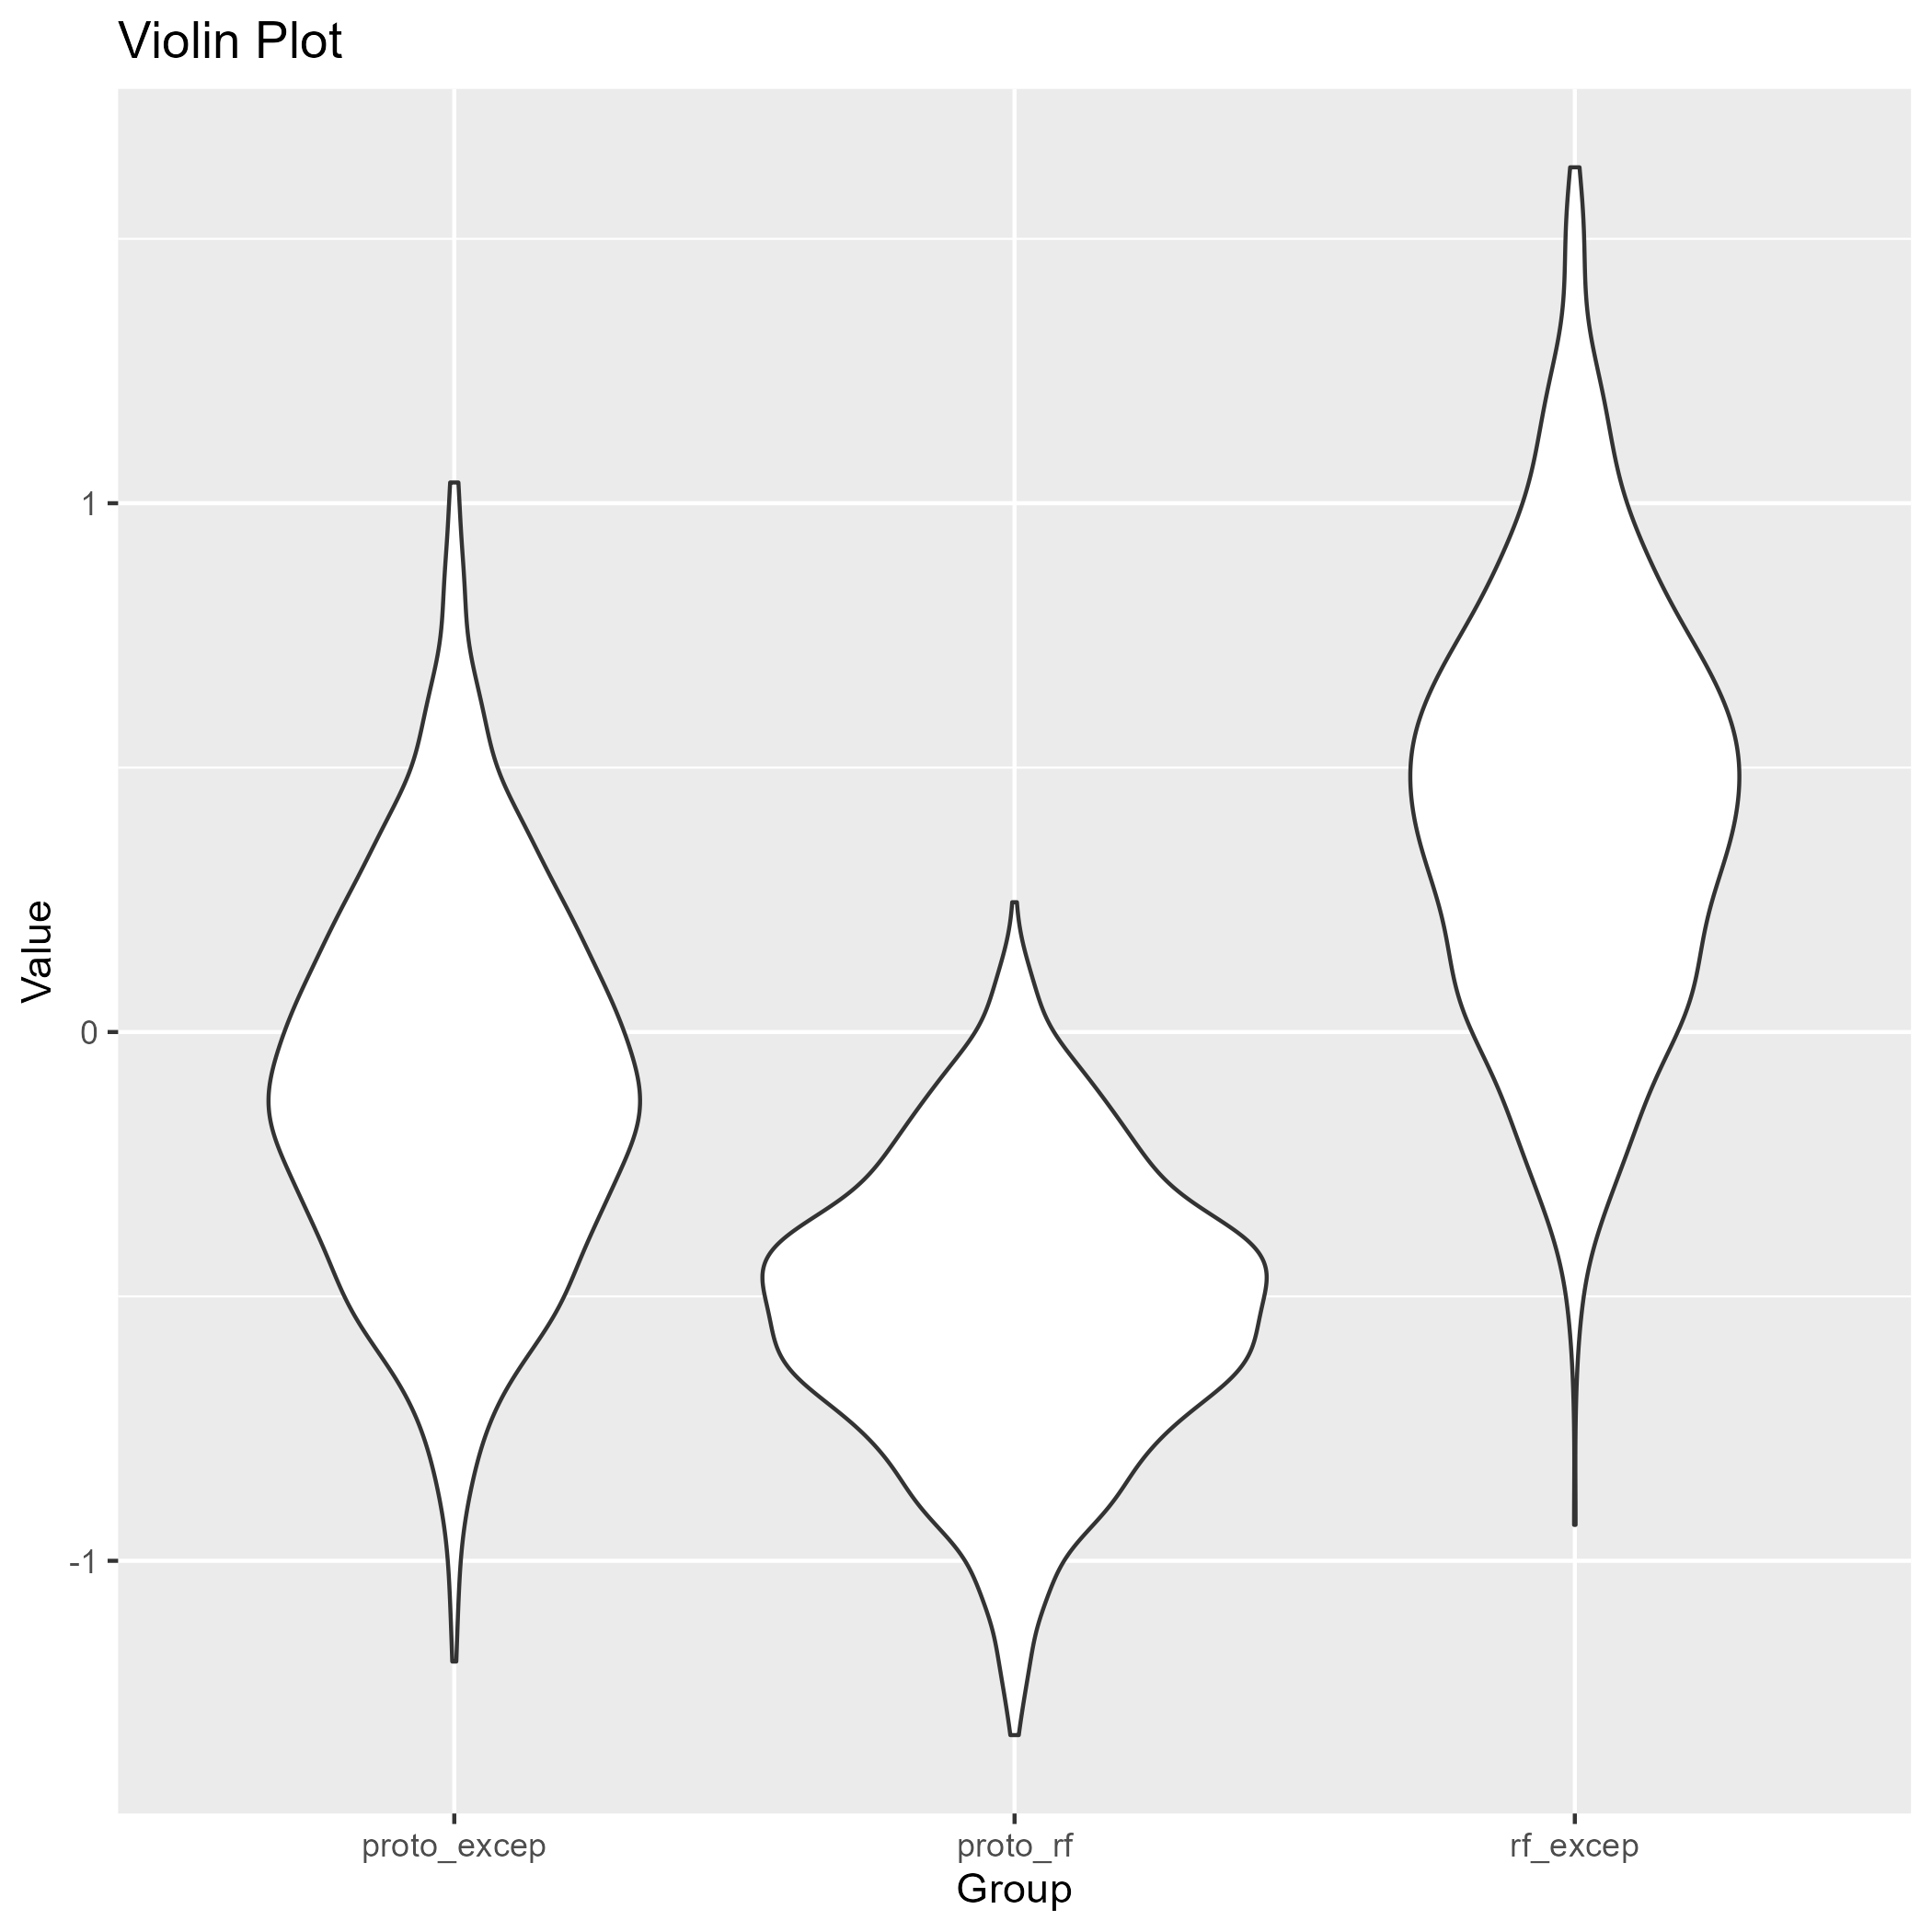 Violin Plot
Value
1
0
-1
proto_excep
proto_rf
rf_excep
Group